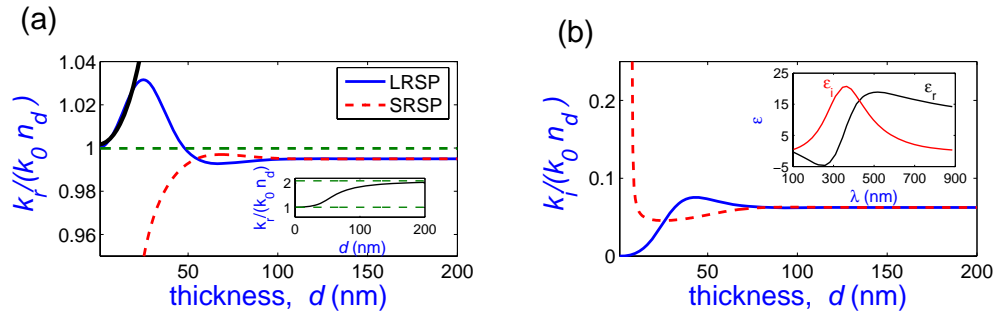 (a)
k_r/(k_0 n_d)
1.04
1.02
1
0.98
0.96
LRSP
SRSP
k_r/(k_0 n_d)
2
1
0 100 200
d (nm)
50 100 150 200
thickness, d (nm)
(b)
k_i/(k_0 n_d)
0.2
0.1
0
ε
25
15
5
−5
ε_i
ε_r
100 300 500 700 900
λ (nm)
0 50 100 150 200
thickness, d (nm)